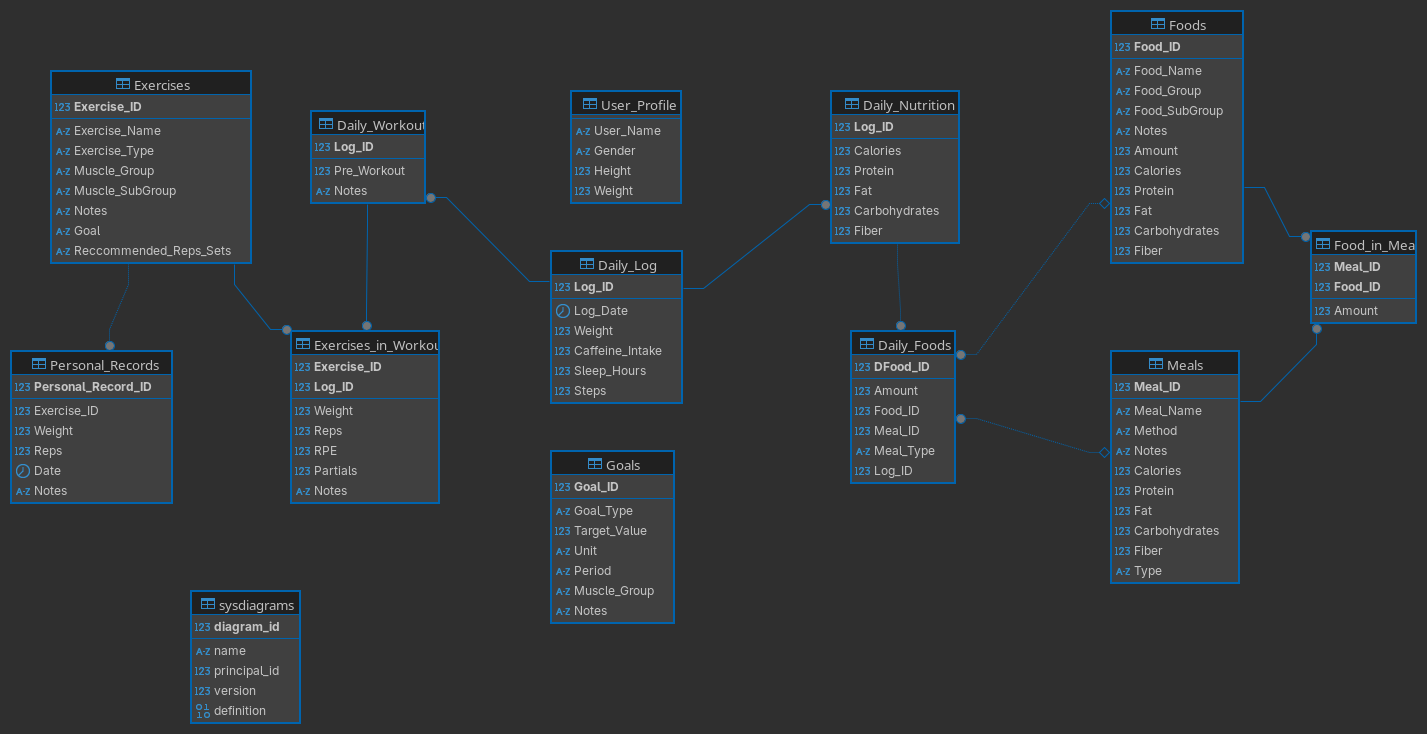 Exercises
123 Exercise_ID
A-Z Exercise_Name
A-Z Exercise_Type
A-Z Muscle_Group
A-Z Muscle_SubGroup
A-Z Notes
A-Z Goal
A-Z Reccommended_Reps_Sets
Daily_Workout
123 Log_ID
123 Pre_Workout
A-Z Notes
User_Profile
A-Z User_Name
A-Z Gender
123 Height
123 Weight
Daily_Nutrition
123 Log_ID
123 Calories
123 Protein
123 Fat
123 Carbohydrates
123 Fiber
Foods
123 Food_ID
A-Z Food_Name
A-Z Food_Group
A-Z Food_SubGroup
A-Z Notes
123 Amount
123 Calories
123 Protein
123 Fat
123 Carbohydrates
123 Fiber
Food_in_Mea
123 Meal_ID
123 Food_ID
123 Amount
Personal_Records
123 Personal_Record_ID
123 Exercise_ID
123 Weight
123 Reps
Date
A-Z Notes
Exercises_in_Workou
123 Exercise_ID
123 Log_ID
123 Weight
123 Reps
123 RPE
123 Partials
A-Z Notes
Daily_Log
123 Log_ID
Log_Date
123 Weight
123 Caffeine_Intake
123 Sleep_Hours
123 Steps
Daily_Foods
123 DFood_ID
123 Amount
123 Food_ID
123 Meal_ID
A-Z Meal_Type
123 Log_ID
Meals
123 Meal_ID
A-Z Meal_Name
A-Z Method
A-Z Notes
123 Calories
123 Protein
123 Fat
123 Carbohydrates
123 Fiber
A-Z Type
Goals
123 Goal_ID
A-Z Goal_Type
123 Target_Value
A-Z Unit
A-Z Period
A-Z Muscle_Group
A-Z Notes
sysdiagrams
123 diagram_id
A-Z name
123 principal_id
123 version
01 10 definition